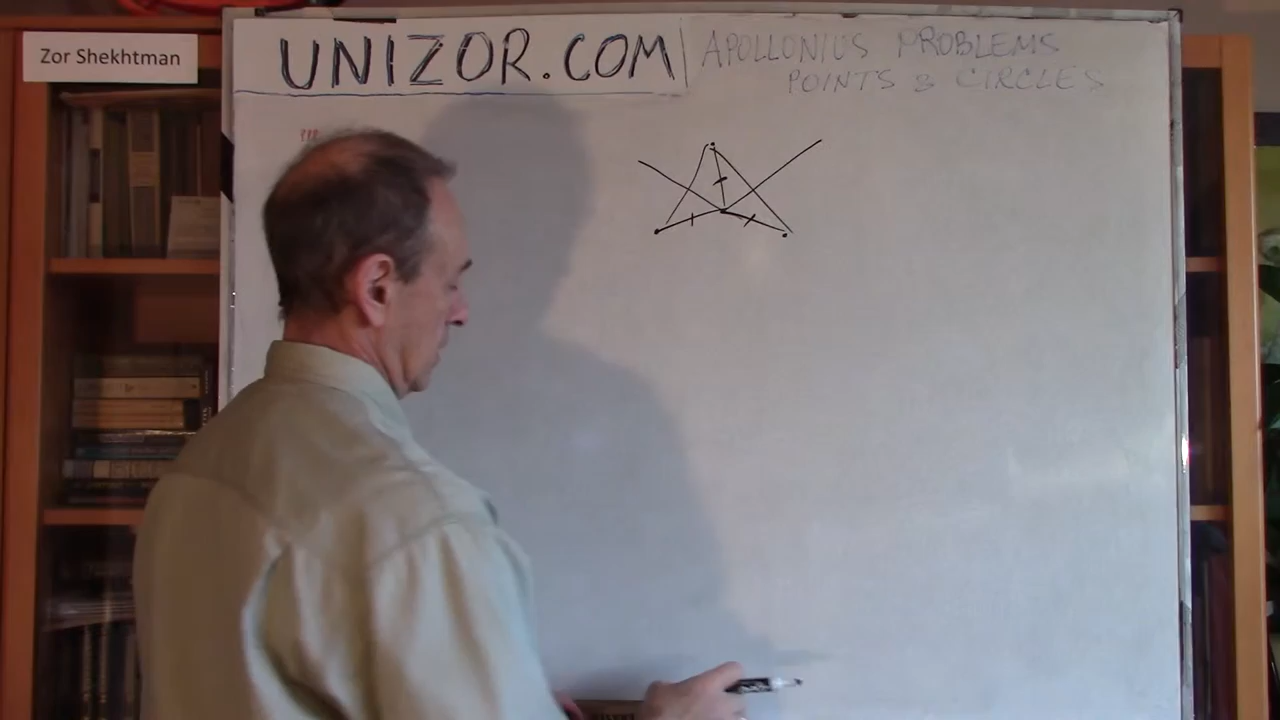 Zor Shekhtman
UNIZOR.COM
APOLLONIUS PROBLEMS
POINTS & CIRCLES